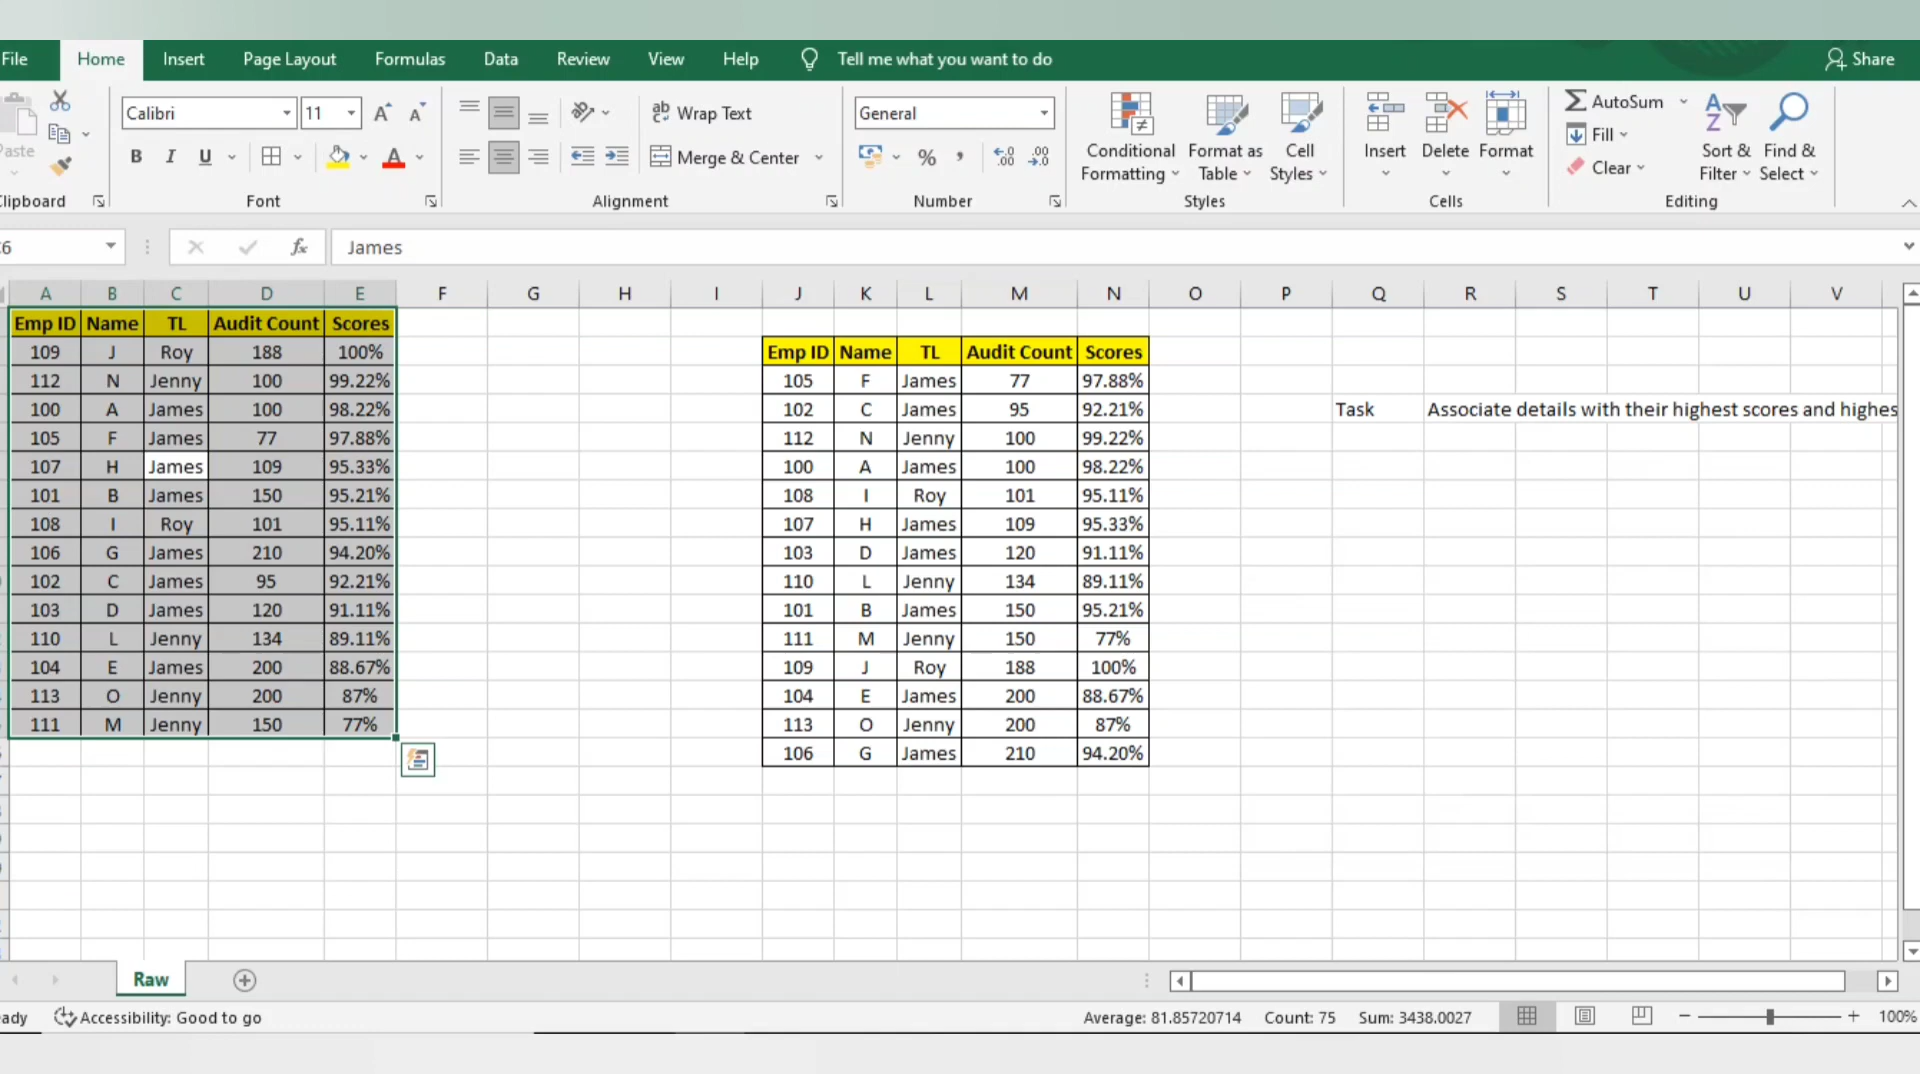 File Home Insert Page Layout Formulas Data Review View Help Tell me what you want to do Share
Calibri 11 Wrap Text General AutoSum
B I U Merge & Center % Fill Clear
Conditional Formatting Format as Table Cell Styles Insert Delete Format Sort & Filter Find & Select
Font Alignment Number Styles Cells Editing
fx James
A B C D E F G H I J K L M N O P Q R S T U V
Emp ID Name TL Audit Count Scores
109 J Roy 188 100%
112 N Jenny 100 99.22%
100 A James 100 98.22%
105 F James 77 97.88%
107 H James 109 95.33%
101 B James 150 95.21%
108 I Roy 101 95.11%
106 G James 210 94.20%
102 C James 95 92.21%
103 D James 120 91.11%
110 L Jenny 134 89.11%
104 E James 200 88.67%
113 O Jenny 200 87%
111 M Jenny 150 77%
Emp ID Name TL Audit Count Scores
105 F James 77 97.88%
102 C James 95 92.21%
112 N Jenny 100 99.22%
100 A James 100 98.22%
108 I Roy 101 95.11%
107 H James 109 95.33%
103 D James 120 91.11%
110 L Jenny 134 89.11%
101 B James 150 95.21%
111 M Jenny 150 77%
109 J Roy 188 100%
104 E James 200 88.67%
113 O Jenny 200 87%
106 G James 210 94.20%
Task Associate details with their highest scores and highes
Raw
Accessibility: Good to go Average: 81.85720714 Count: 75 Sum: 3438.0027 100%